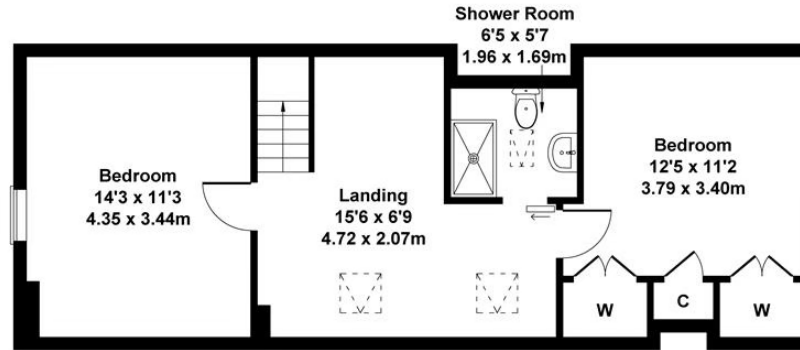 Shower Room
6'5 x 5'7
1.96 x 1.69m
Bedroom
14'3 x 11'3
4.35 x 3.44m
Landing
15'6 x 6'9
4.72 x 2.07m
Bedroom
12'5 x 11'2
3.79 x 3.40m
W
C
W